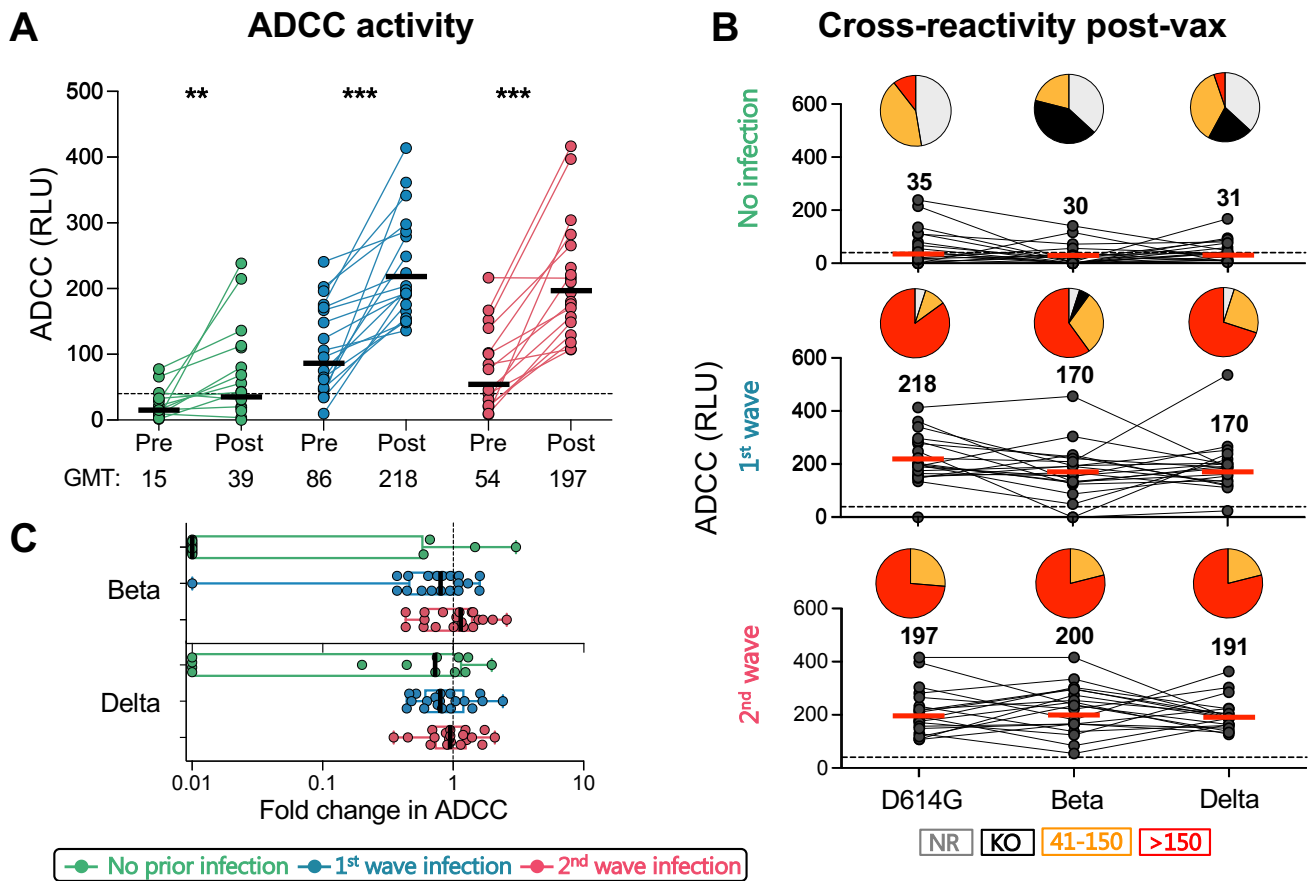 A
ADCC activity
ADCC (RLU)
500
400
300
200
100
0
** *** ***
Pre Post Pre Post Pre Post
GMT: 15 39 86 218 54 197
B
Cross-reactivity post-vax
ADCC (RLU)
No infection
600
400
200
0
35 30 31
1st wave
600
400
200
0
218 170 170
2nd wave
600
400
200
0
197 200 191
D614G Beta Delta
NR KO 41-150 >150
C
Beta
Delta
0.01 0.1 1 10
Fold change in ADCC
No prior infection 1st wave infection 2nd wave infection